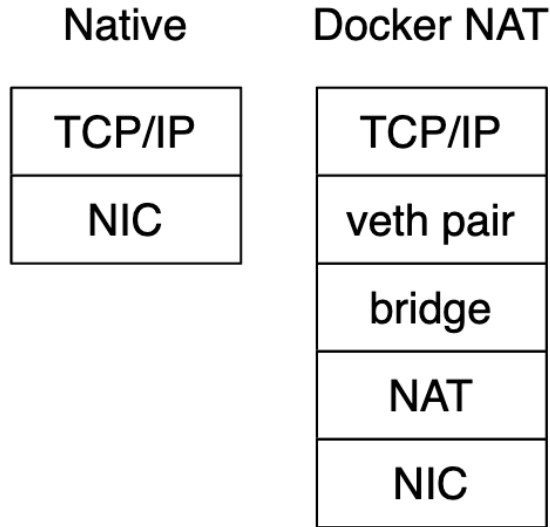 Native
TCP/IP
NIC
Docker NAT
TCP/IP
veth pair
bridge
NAT
NIC